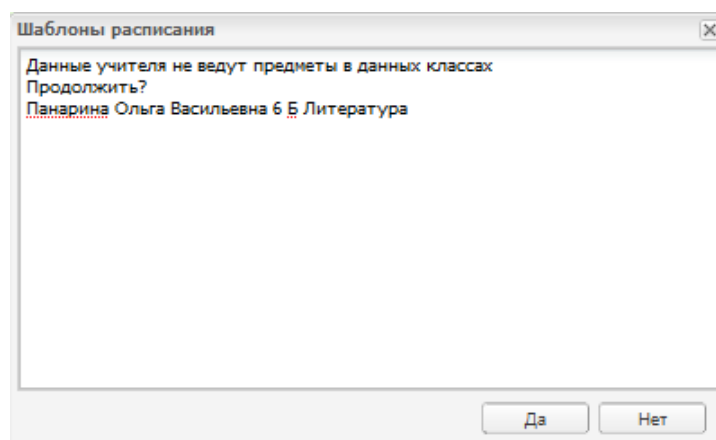 Шаблоны расписания
Данные учителя не ведут предметы в данных классах
Продолжить?
Панарина Ольга Васильевна 6 Б Литература
Да
Нет